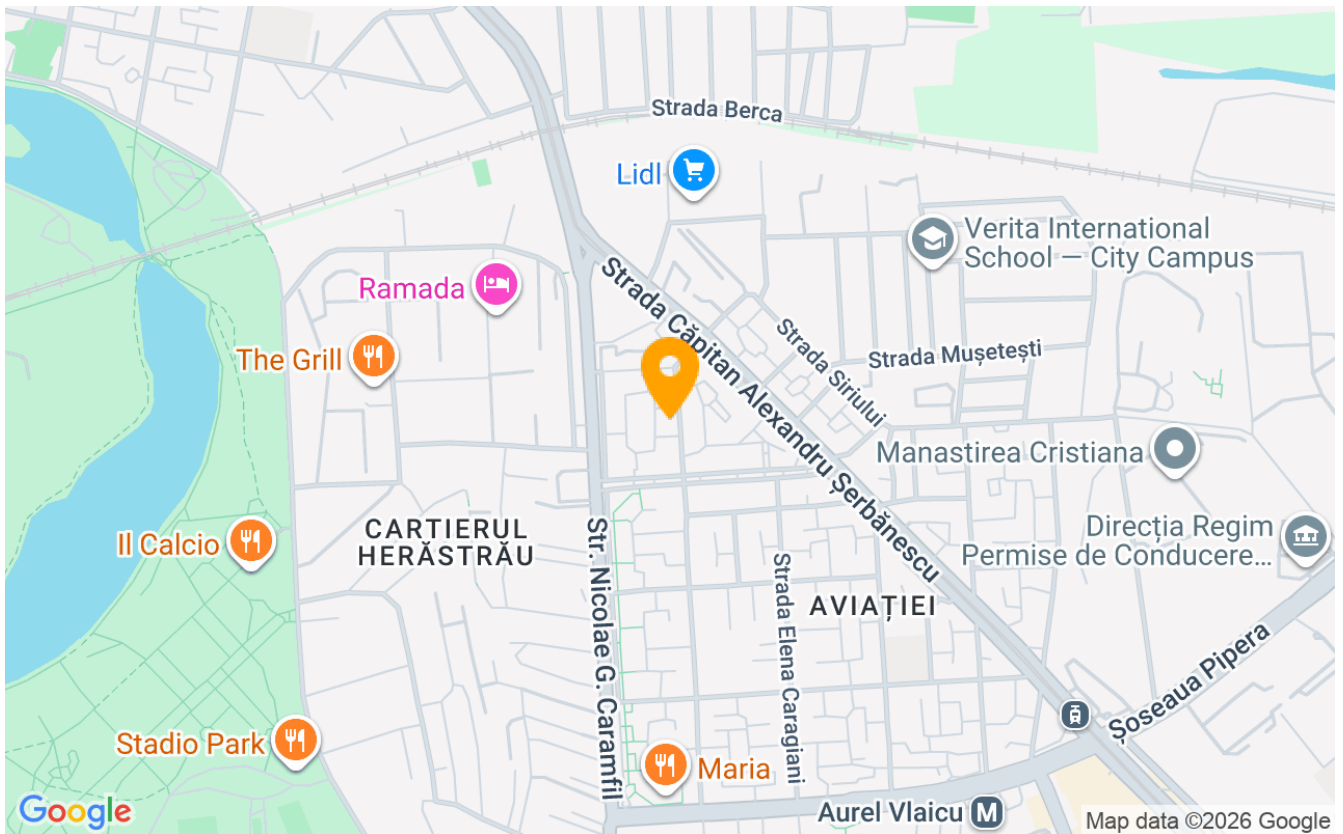 Strada Berca
Lidl
Verita International
School — City Campus
Ramada
Strada Căpitan Alexandru Șerbănescu
Strada Siriului
The Grill
Strada Mușetești
Manastirea Cristiana
CARTIERUL
HERĂSTRĂU
Il Calcio
Str. Nicolae G. Caramfil
Direcția Regim
Permise de Conducere...
Strada Elena Caragiani
AVIAȚIEI
Șoseaua Pipera
Stadio Park
Maria
Aurel Vlaicu
M
Google
Map data ©2026 Google